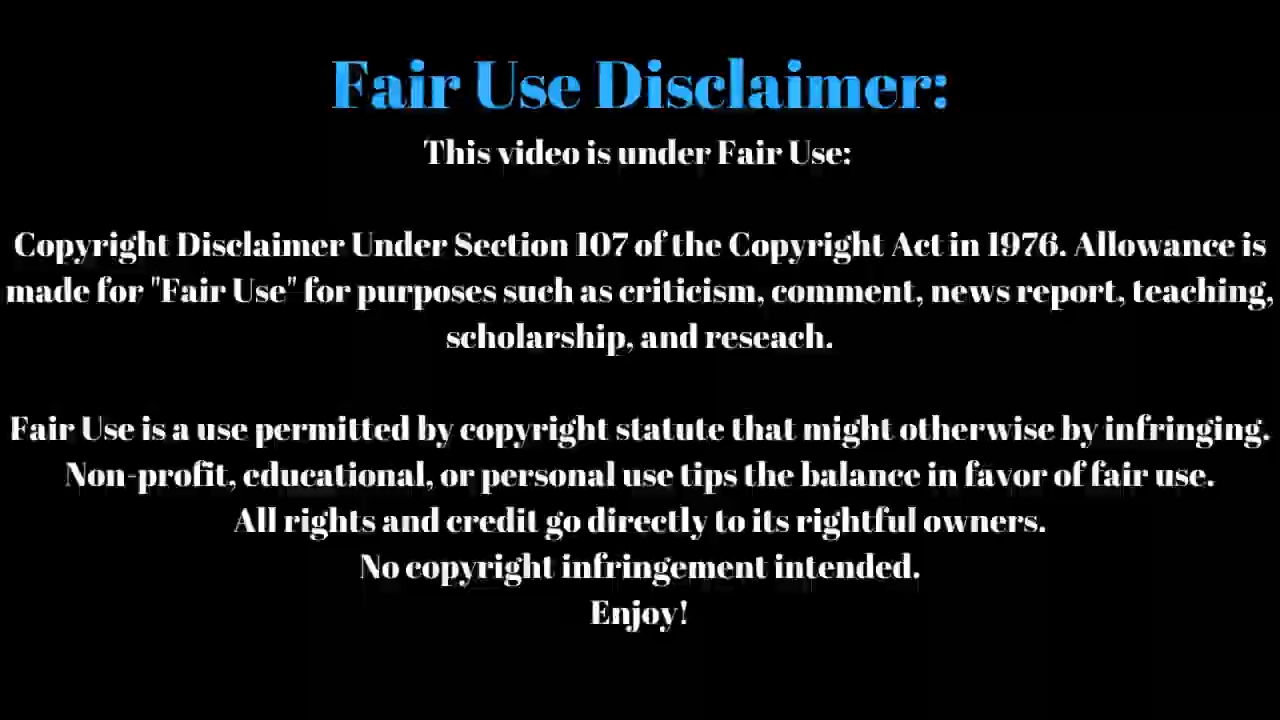 Fair Use Disclaimer:
This video is under Fair Use:
Copyright Disclaimer Under Section 107 of the Copyright Act in 1976. Allowance is
made for "Fair Use" for purposes such as criticism, comment, news report, teaching,
scholarship, and reseach.
Fair Use is a use permitted by copyright statute that might otherwise by infringing.
Non-profit, educational, or personal use tips the balance in favor of fair use.
All rights and credit go directly to its rightful owners.
No copyright infringement intended.
Enjoy!